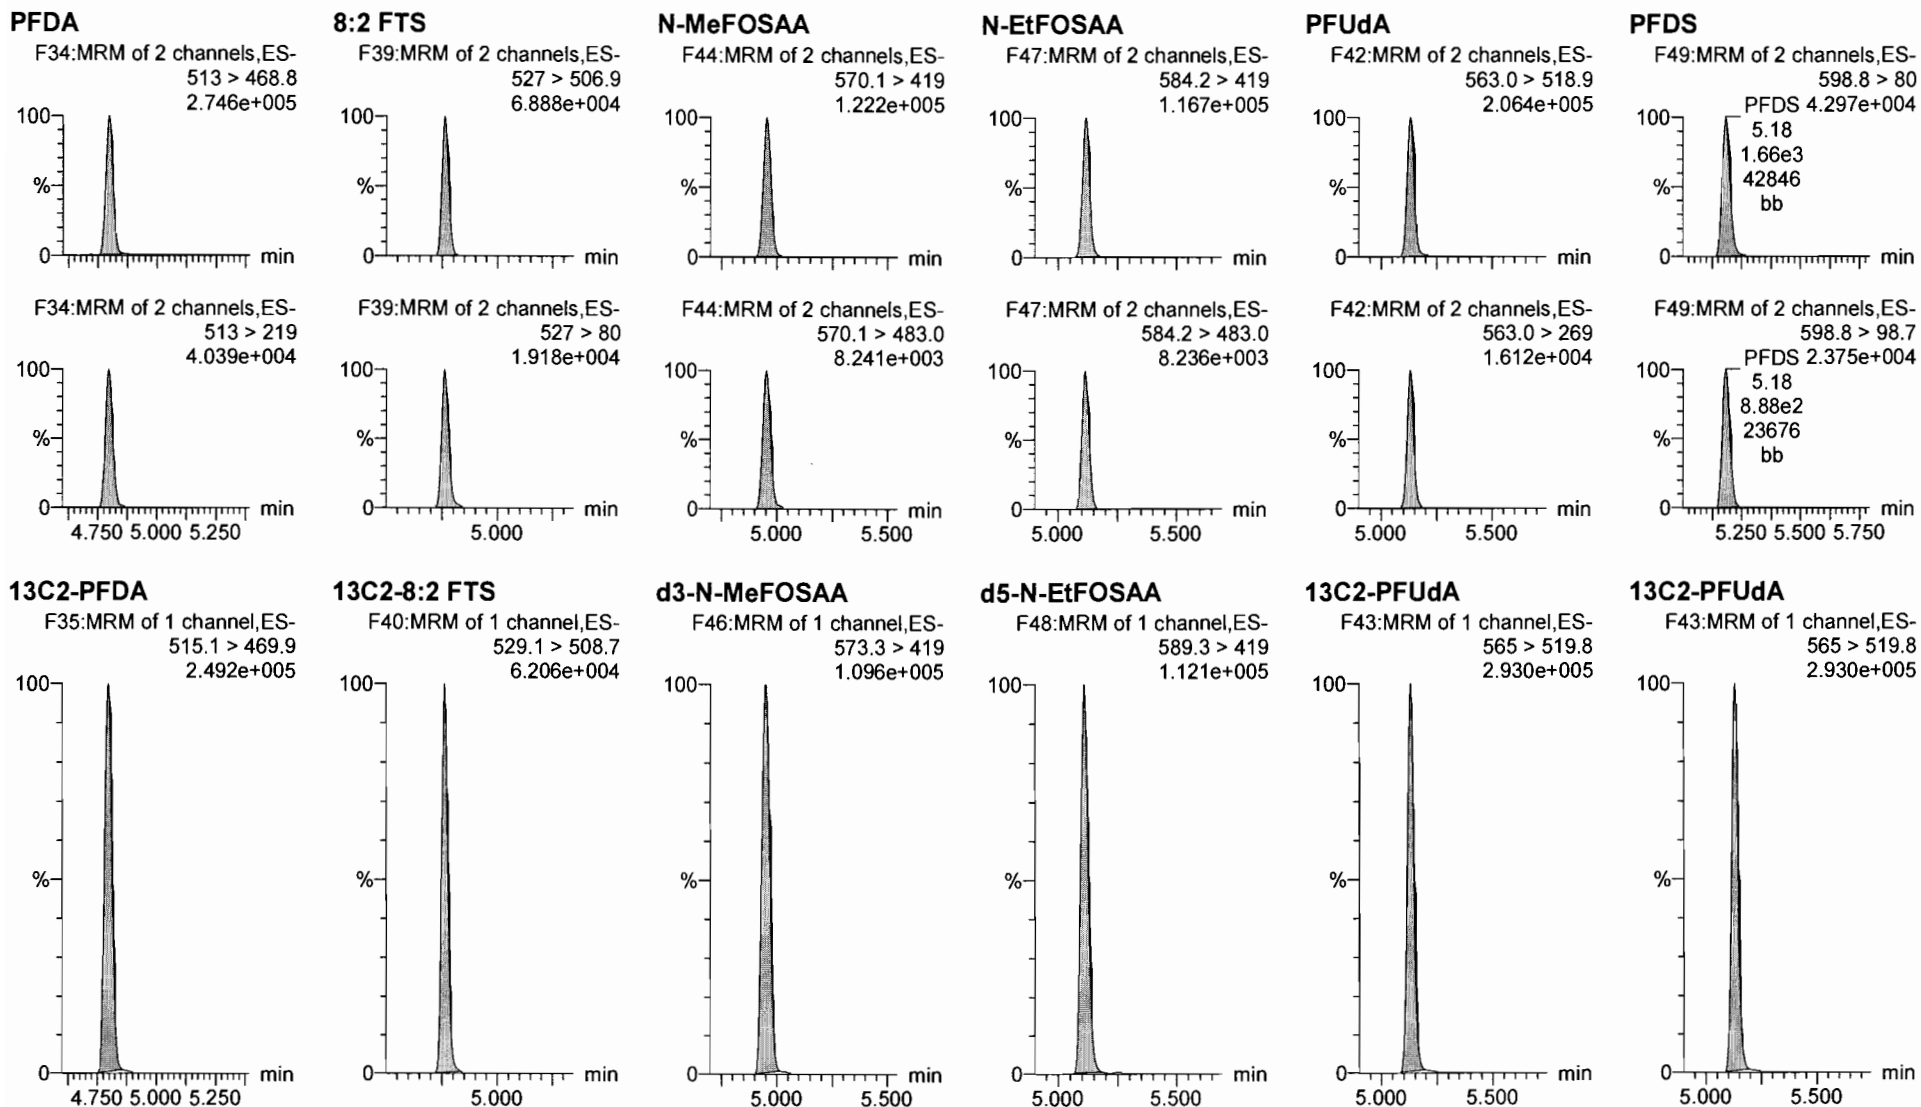 PFDA
F34:MRM of 2 channels,ES-
513 > 468.8
2.746e+005
100
%
0
min
8:2 FTS
F39:MRM of 2 channels,ES-
527 > 506.9
6.888e+004
100
%
0
min
N-MeFOSAA
F44:MRM of 2 channels,ES-
570.1 > 419
1.222e+005
100
%
0
min
N-EtFOSAA
F47:MRM of 2 channels,ES-
584.2 > 419
1.167e+005
100
%
0
min
PFUdA
F42:MRM of 2 channels,ES-
563.0 > 518.9
2.064e+005
100
%
0
min
PFDS
F49:MRM of 2 channels,ES-
598.8 > 80
PFDS 4.297e+004
100
5.18
1.66e3
42846
bb
%
0
min
F34:MRM of 2 channels,ES-
513 > 219
4.039e+004
100
%
0
min
4.750 5.000 5.250
F39:MRM of 2 channels,ES-
527 > 80
1.918e+004
100
%
0
min
5.000
F44:MRM of 2 channels,ES-
570.1 > 483.0
8.241e+003
100
%
0
min
5.000 5.500
F47:MRM of 2 channels,ES-
584.2 > 483.0
8.236e+003
100
%
0
min
5.000 5.500
F42:MRM of 2 channels,ES-
563.0 > 269
1.612e+004
100
%
0
min
5.000 5.500
F49:MRM of 2 channels,ES-
598.8 > 98.7
PFDS 2.375e+004
100
5.18
8.88e2
23676
bb
%
0
min
5.250 5.500 5.750
13C2-PFDA
F35:MRM of 1 channel,ES-
515.1 > 469.9
2.492e+005
100
%
0
min
4.750 5.000 5.250
13C2-8:2 FTS
F40:MRM of 1 channel,ES-
529.1 > 508.7
6.206e+004
100
%
0
min
5.000
d3-N-MeFOSAA
F46:MRM of 1 channel,ES-
573.3 > 419
1.096e+005
100
%
0
min
5.000 5.500
d5-N-EtFOSAA
F48:MRM of 1 channel,ES-
589.3 > 419
1.121e+005
100
%
0
min
5.000 5.500
13C2-PFUdA
F43:MRM of 1 channel,ES-
565 > 519.8
2.930e+005
100
%
0
min
5.000 5.500
13C2-PFUdA
F43:MRM of 1 channel,ES-
565 > 519.8
2.930e+005
100
%
0
min
5.000 5.500